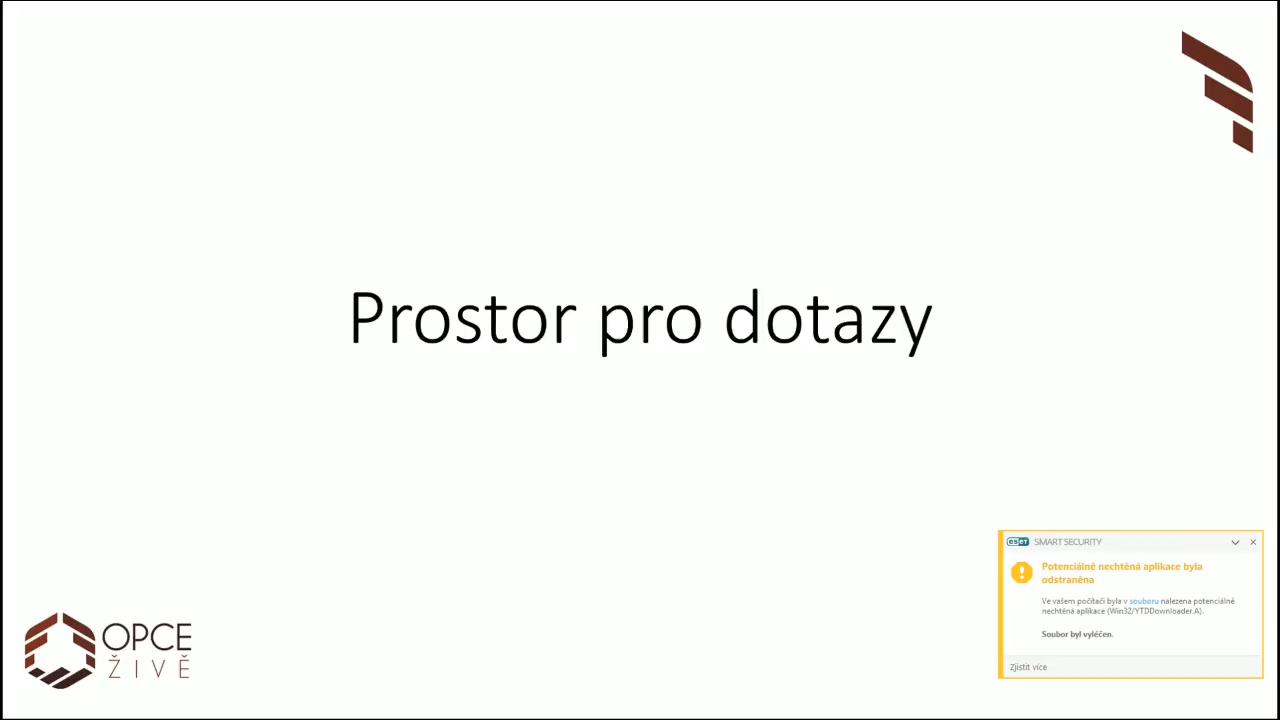 Prostor pro dotazy
eset SMART SECURITY
Potenciálně nechtěná aplikace byla
odstraněna
Ve vašem počítači byla v souboru nalezena potenciálně
nechtěná aplikace (Win32/YTDDownloader.A).
Soubor byl vyléčen.
Zjistit více
OPCE
ŽIVĚ